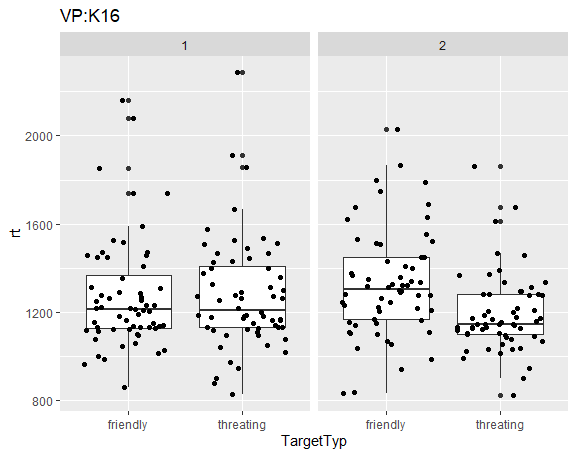 VP:K16
1 2
rt
2000
1600
1200
800
friendly threating friendly threating
TargetTyp